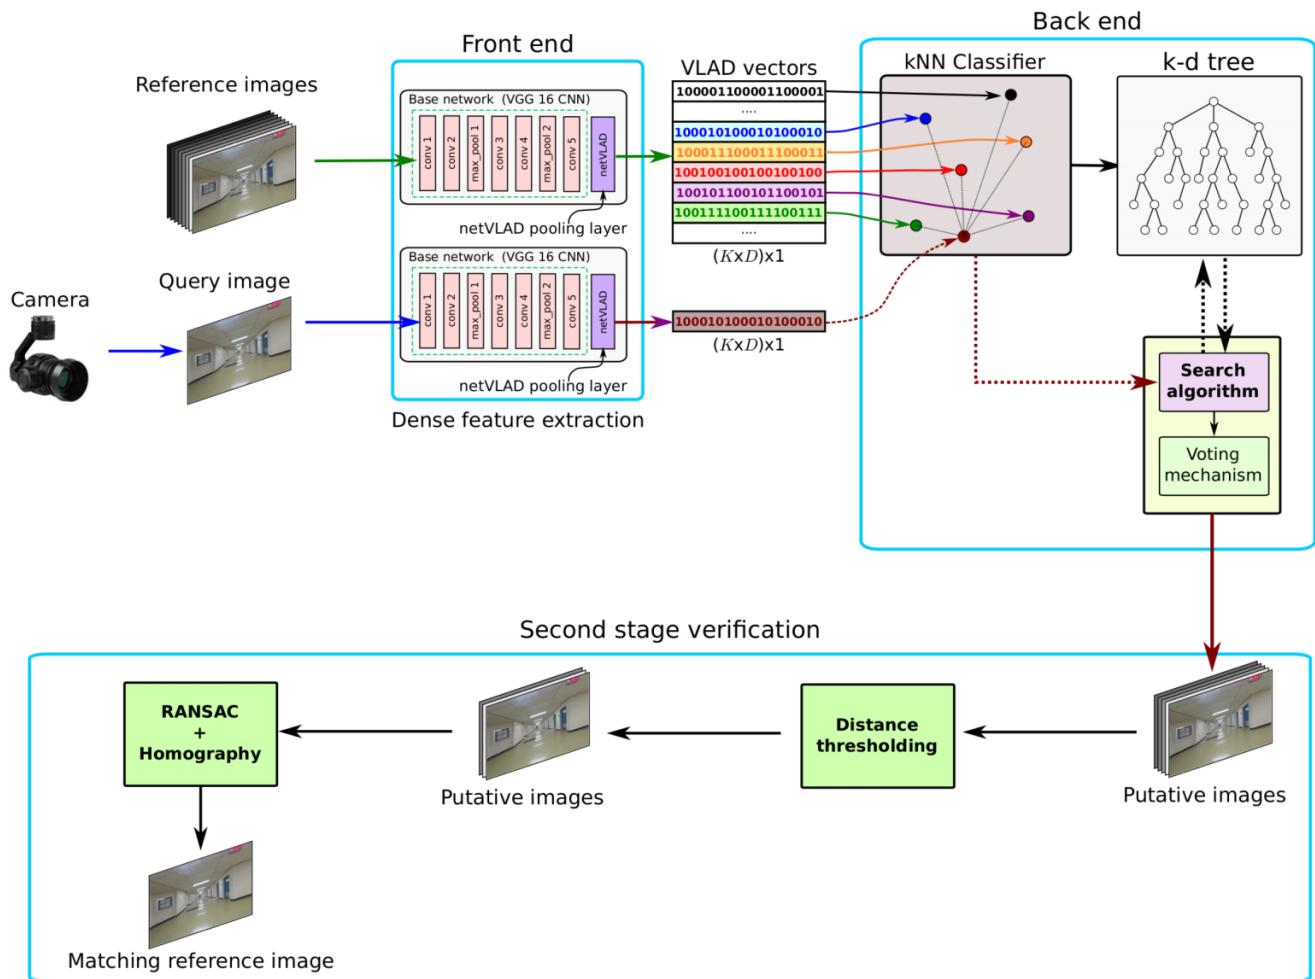 Back end
Front end
Reference images
VLAD vectors
kNN Classifier
k-d tree
Base network (VGG 16 CNN)
conv 1
conv 2
max_pool 1
conv 3
conv 4
max_pool 2
conv 5
netVLAD
netVLAD pooling layer
100001100001100001
....
100010100010100010
100011100011100011
100100100100100100
100101100101100101
100111100111100111
....
(KxD)x1
Camera
Query image
Base network (VGG 16 CNN)
conv 1
conv 2
max_pool 1
conv 3
conv 4
max_pool 2
conv 5
netVLAD
netVLAD pooling layer
100010100010100010
(KxD)x1
Dense feature extraction
Search
algorithm
Voting
mechanism
Second stage verification
RANSAC
+
Homography
Putative images
Distance
thresholding
Putative images
Matching reference image